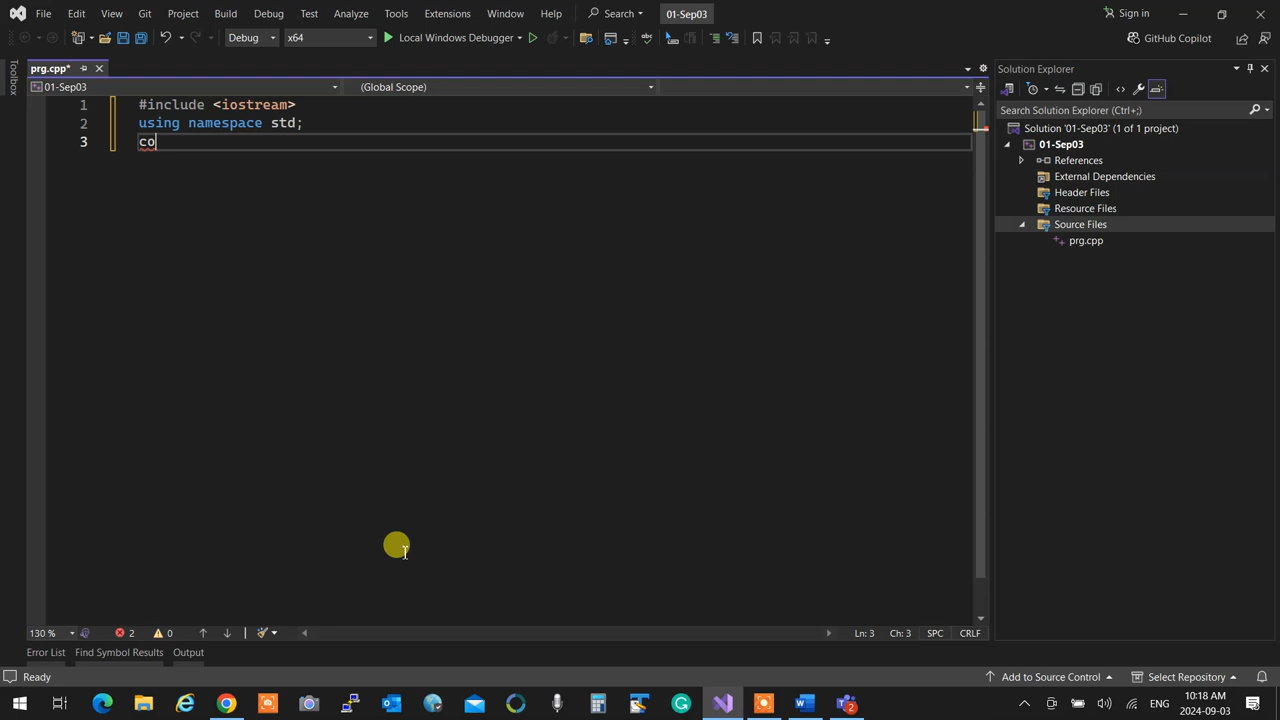 File Edit View Git Project Build Debug Test Analyze Tools Extensions Window Help Search 01-Sep03 Sign in
Debug x64 Local Windows Debugger GitHub Copilot
Toolbox
prg.cpp*
01-Sep03 (Global Scope)
1 #include <iostream>
2 using namespace std;
3 co
Solution Explorer
Search Solution Explorer (Ctrl+;)
Solution '01-Sep03' (1 of 1 project)
01-Sep03
References
External Dependencies
Header Files
Resource Files
Source Files
prg.cpp
130 % 2 0 Ln: 3 Ch: 3 SPC CRLF
Error List Find Symbol Results Output
Ready Add to Source Control Select Repository
2 ENG 10:18 AM
2024-09-03